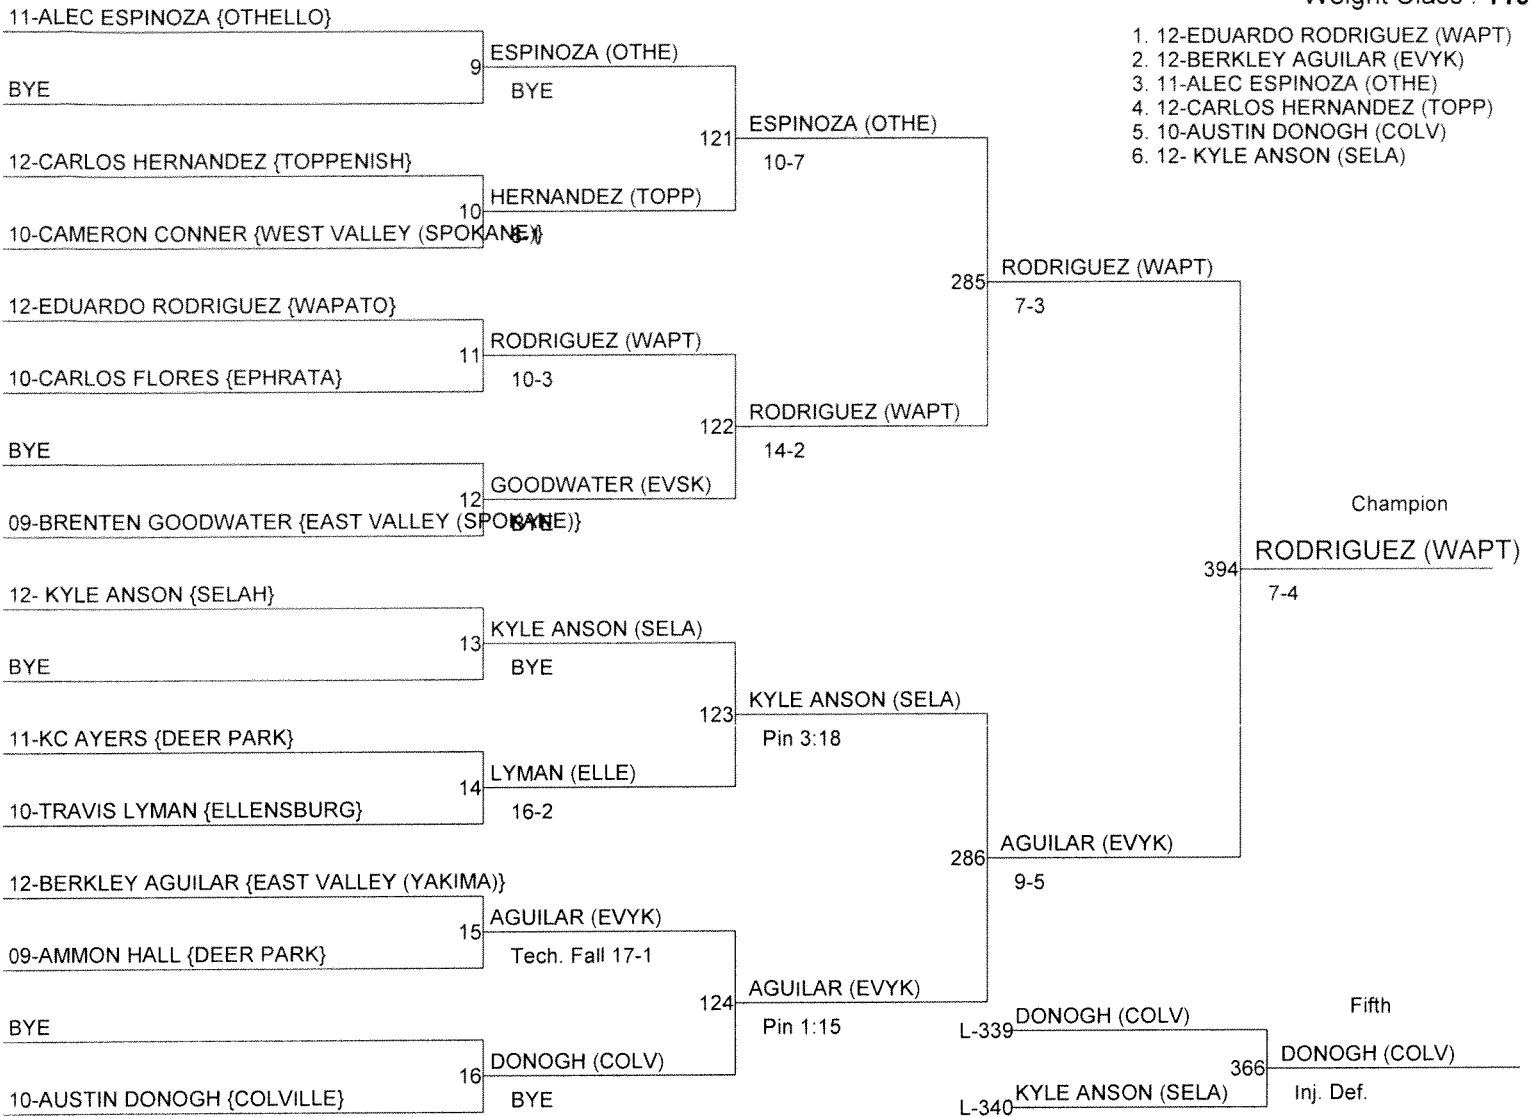 Weight Class :
1. 12-EDUARDO RODRIGUEZ (WAPT)
2. 12-BERKLEY AGUILAR (EVYK)
3. 11-ALEC ESPINOZA (OTHE)
4. 12-CARLOS HERNANDEZ (TOPP)
5. 10-AUSTIN DONOGH (COLV)
6. 12- KYLE ANSON (SELA)
11-ALEC ESPINOZA {OTHELLO}
BYE
12-CARLOS HERNANDEZ {TOPPENISH}
10-CAMERON CONNER {WEST VALLEY (SPOKANE)}
12-EDUARDO RODRIGUEZ {WAPATO}
10-CARLOS FLORES {EPHRATA}
BYE
09-BRENTEN GOODWATER {EAST VALLEY (SPOKANE)}
12- KYLE ANSON {SELAH}
BYE
11-KC AYERS {DEER PARK}
10-TRAVIS LYMAN {ELLENSBURG}
12-BERKLEY AGUILAR {EAST VALLEY (YAKIMA)}
09-AMMON HALL {DEER PARK}
BYE
10-AUSTIN DONOGH {COLVILLE}
9 ESPINOZA (OTHE)
BYE
10 HERNANDEZ (TOPP)
11 RODRIGUEZ (WAPT)
10-3
12 GOODWATER (EVSK)
BYE
13 KYLE ANSON (SELA)
BYE
14 LYMAN (ELLE)
16-2
15 AGUILAR (EVYK)
Tech. Fall 17-1
16 DONOGH (COLV)
BYE
121 ESPINOZA (OTHE)
10-7
122 RODRIGUEZ (WAPT)
14-2
123 KYLE ANSON (SELA)
Pin 3:18
124 AGUILAR (EVYK)
Pin 1:15
285 RODRIGUEZ (WAPT)
7-3
286 AGUILAR (EVYK)
9-5
Champion
394 RODRIGUEZ (WAPT)
7-4
Fifth
L-339 DONOGH (COLV)
L-340 KYLE ANSON (SELA)
366 DONOGH (COLV)
Inj. Def.